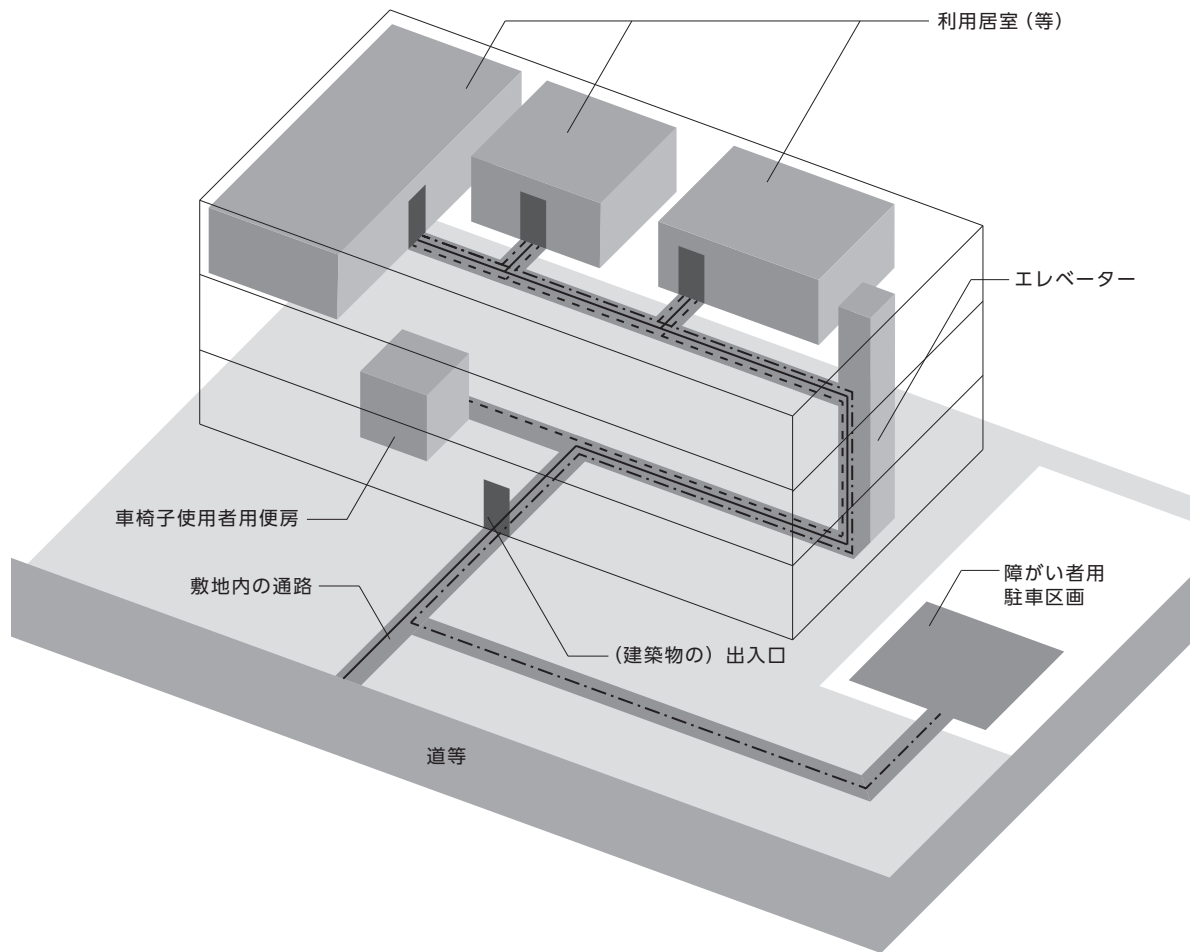 利用居室（等）
エレベーター
車椅子使用者用便房
敷地内の通路
障がい者用
駐車区画
（建築物の）出入口
道等